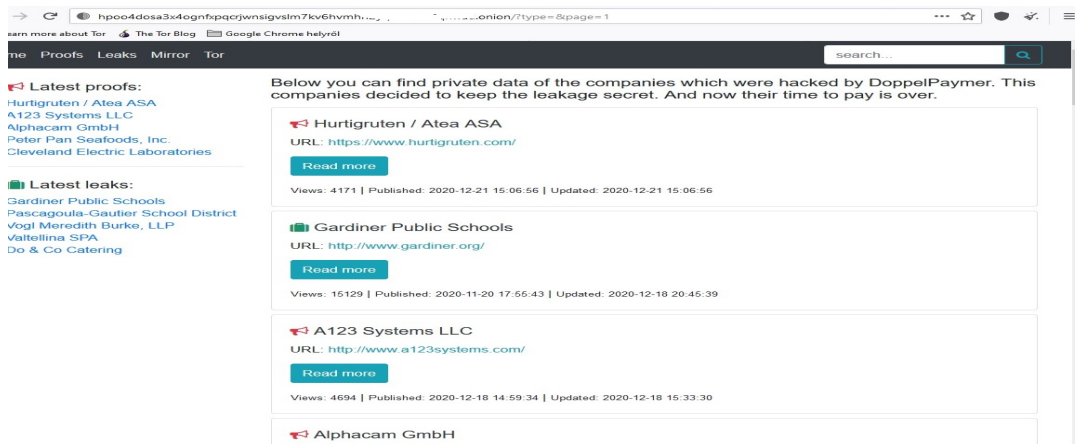 .onion/?type=&page=1
earn more about Tor The Tor Blog Google Chrome helyről
me Proofs Leaks Mirror Tor
search...
Latest proofs:
Hurtigruten / Atea ASA
A123 Systems LLC
Alphacam GmbH
Peter Pan Seafoods, Inc.
Cleveland Electric Laboratories
Latest leaks:
Gardiner Public Schools
Pascagoula-Gautier School District
Vogl Meredith Burke, LLP
Valtellina SPA
Do & Co Catering
Below you can find private data of the companies which were hacked by DoppelPaymer. This
companies decided to keep the leakage secret. And now their time to pay is over.
Hurtigruten / Atea ASA
URL: https://www.hurtigruten.com/
Read more
Views: 4171 | Published: 2020-12-21 15:06:56 | Updated: 2020-12-21 15:06:56
Gardiner Public Schools
URL: http://www.gardiner.org/
Read more
Views: 15129 | Published: 2020-11-20 17:55:43 | Updated: 2020-12-18 20:45:39
A123 Systems LLC
URL: http://www.a123systems.com/
Read more
Views: 4694 | Published: 2020-12-18 14:59:34 | Updated: 2020-12-18 15:33:30
Alphacam GmbH